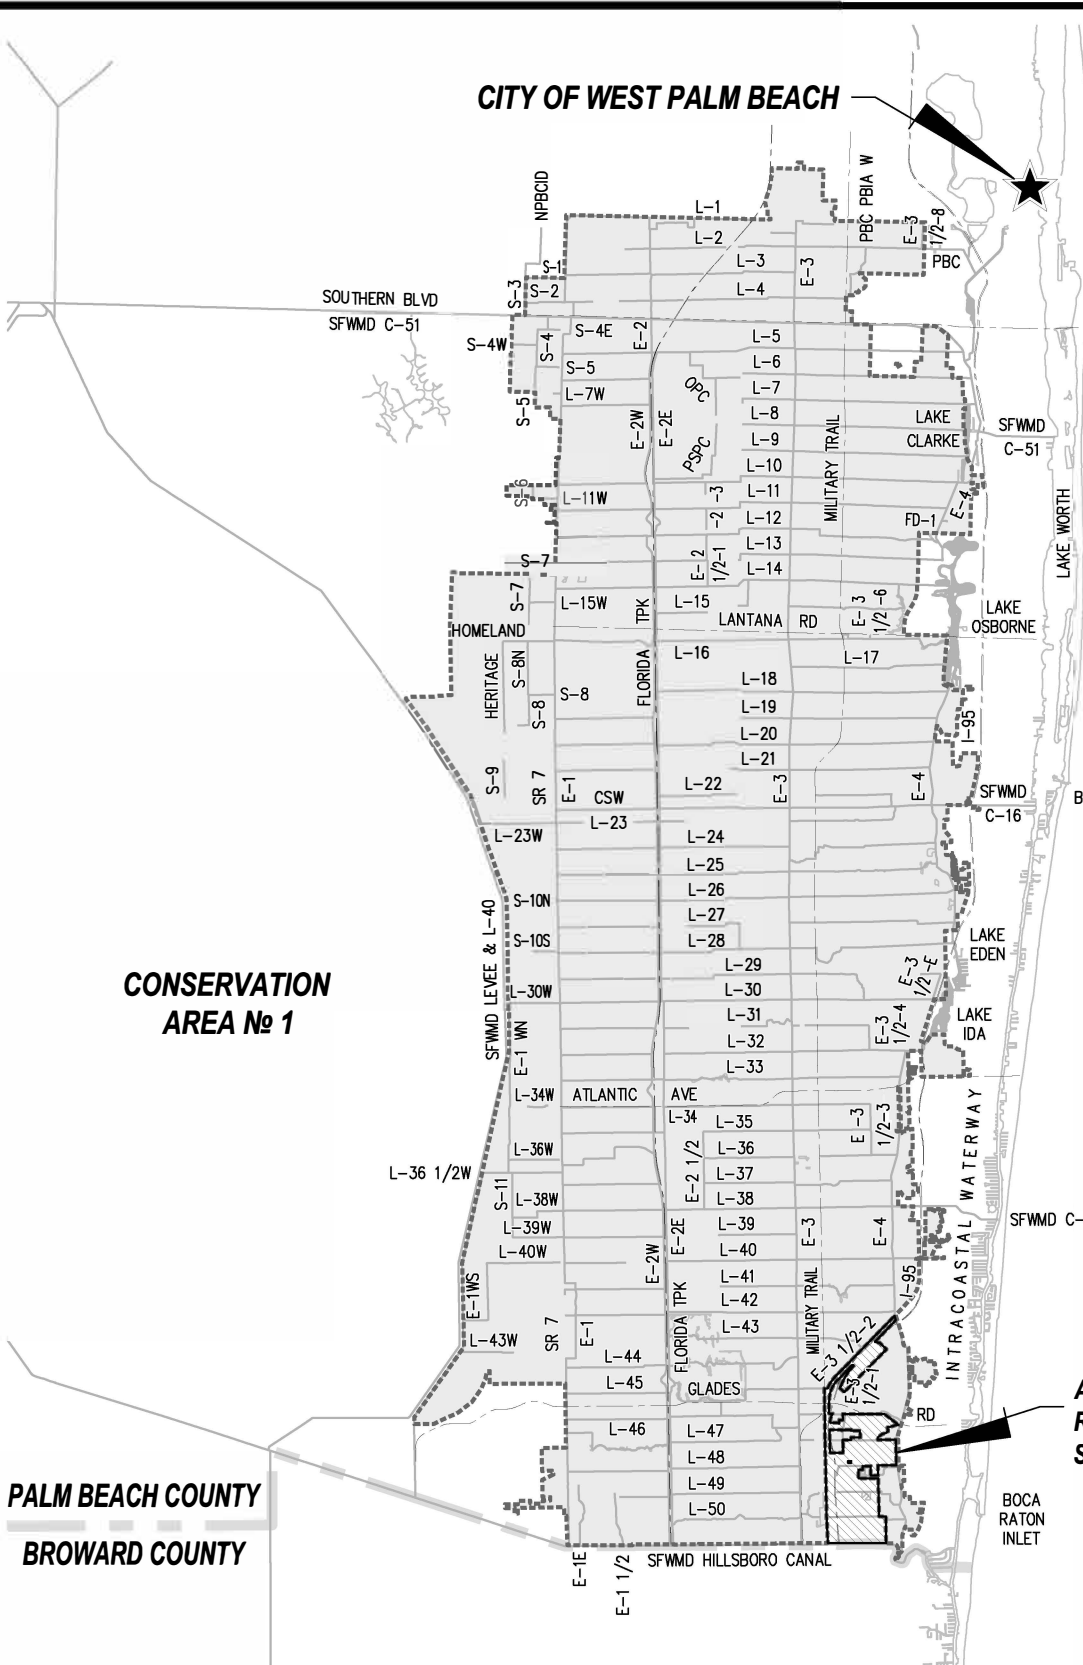 CITY OF WEST PALM BEACH
NPBCID
L-1
PBC PBIA W
E-3
1/2-8
L-2
PBC
L-3
E-3
S-1
S-3
S-2
L-4
SOUTHERN BLVD
SFWMD C-51
S-4W
S-4
S-4E
E-2
L-5
S-5
L-6
S-5
L-7W
OPC
L-7
E-2W
E-2E
L-8
LAKE
CLARKE
SFWMD
C-51
L-9
MILITARY TRAIL
PSPC
L-10
S-6
L-11W
-3
L-11
E-4
-2
L-12
FD-1
LAKE WORTH
L-13
S-7
E-2
1/2-1
L-14
S-7
L-15W
TPK
L-15
LANTANA RD
E-3
1/2-6
LAKE
OSBORNE
HOMELAND
HERITAGE
S-8N
FLORIDA
L-16
L-17
S-8
S-8
L-18
L-19
I-95
L-20
L-21
S-9
SR 7
E-1
CSW
L-22
E-3
E-4
SFWMD
C-16
B
L-23W
L-23
L-24
L-25
L-26
S-10N
L-27
SFWMD LEVEE & L-40
S-10S
L-28
LAKE
EDEN
L-29
E-3
1/2-E
CONSERVATION
AREA № 1
L-30W
L-30
L-31
E-3
1/2-4
LAKE
IDA
E-1 WN
L-32
L-33
L-34W
ATLANTIC AVE
L-34
L-35
E-3
1/2-3
L-36W
E-2 1/2
L-36
L-36 1/2W
L-37
S-11
L-38W
L-38
INTRACOASTAL WATERWAY
L-39W
E-2E
L-39
E-3
E-4
SFWMD C-
L-40W
E-2W
L-40
L-41
I-95
E-1WS
TPK
L-42
MILITARY TRAIL
L-43W
SR 7
E-1
FLORIDA
L-43
E-3 1/2-2
L-44
L-45
GLADES
E-3
1/2-1
RD
A
R
S
L-46
L-47
L-48
L-49
L-50
PALM BEACH COUNTY
BROWARD COUNTY
BOCA
RATON
INLET
E-1E
E-1 1/2
SFWMD HILLSBORO CANAL